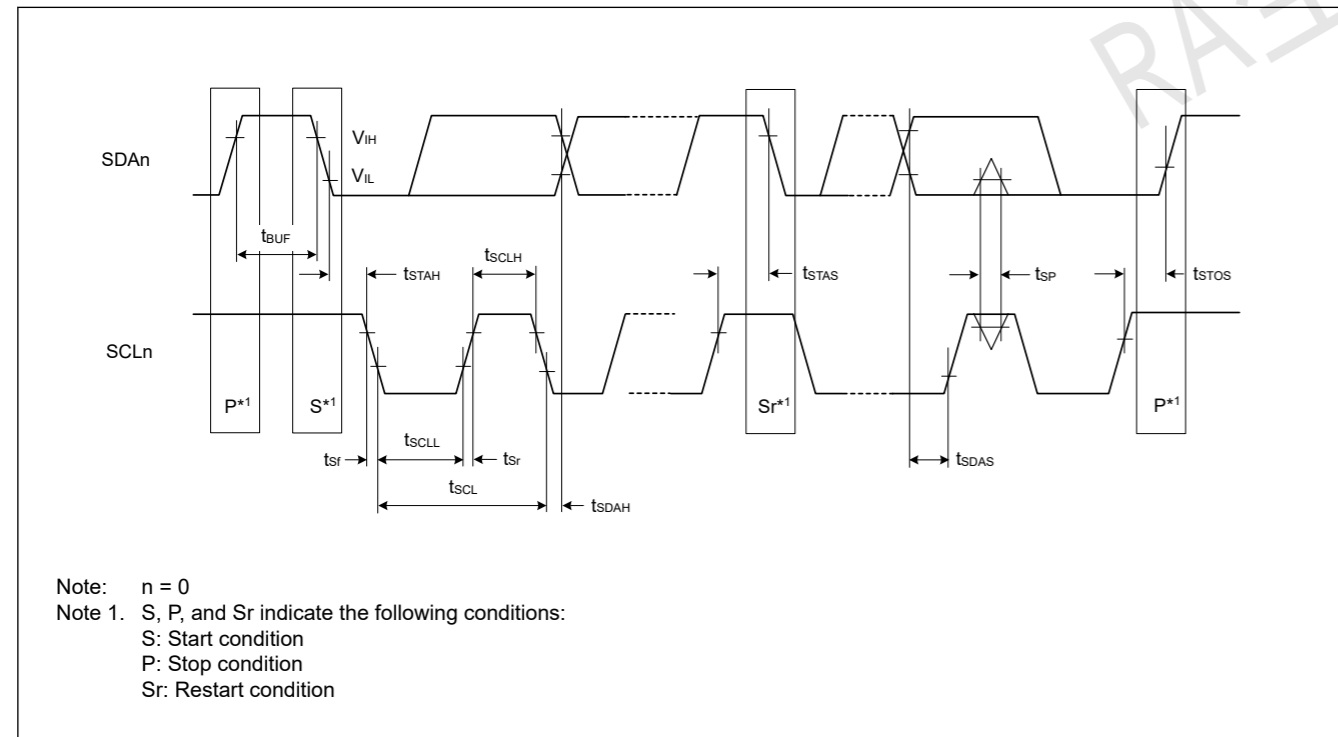 RA
SDAn
VIH
VIL
tBUF
tSTAH
tSCLH
tSTAS
tSP
tSTOS
SCLn
P*1
S*1
Sr*1
P*1
tSf
tSCLL
tSr
tSDAS
tSCL
tSDAH
Note: n = 0
Note 1. S, P, and Sr indicate the following conditions:
S: Start condition
P: Stop condition
Sr: Restart condition